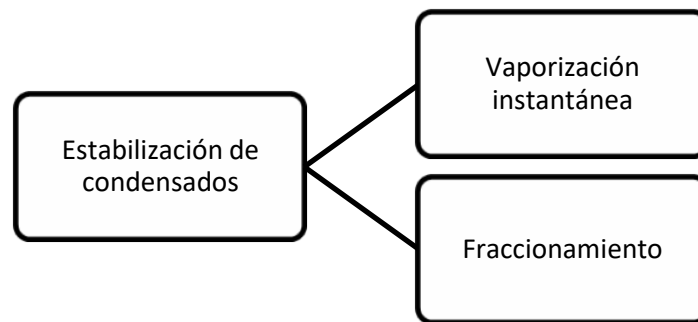 Estabilización de
condensados
Vaporización
instantánea
Fraccionamiento